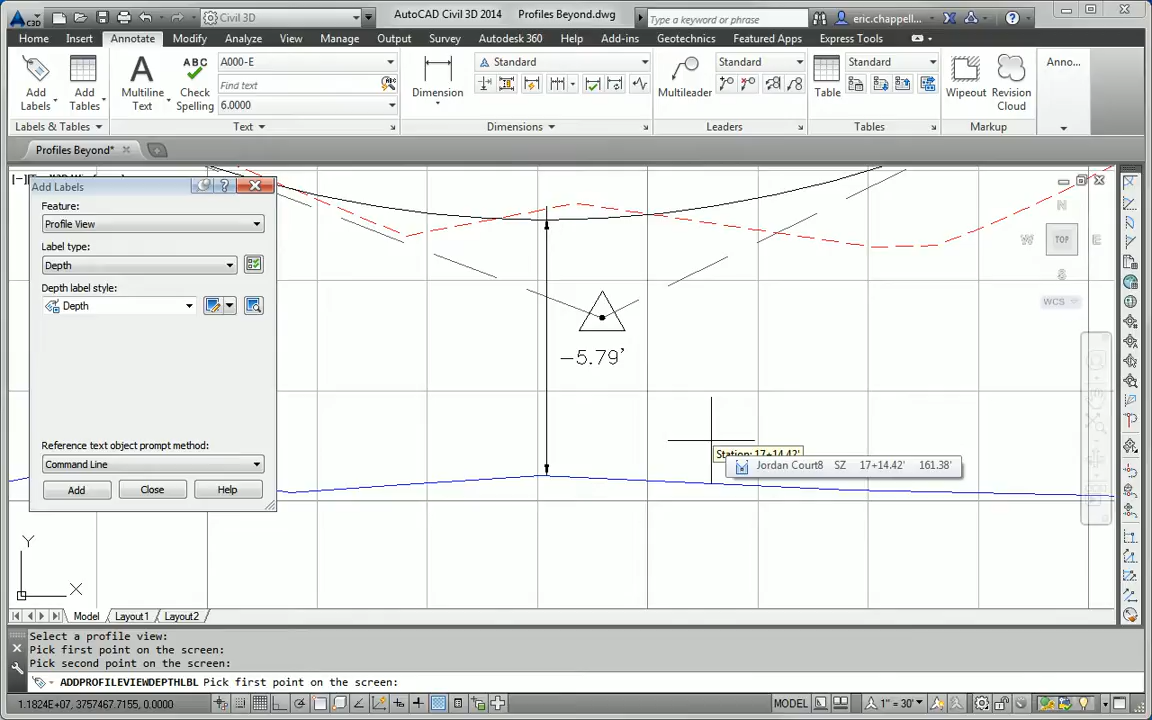 Civil 3D
AutoCAD Civil 3D 2014 Profiles Beyond.dwg
Type a keyword or phrase
eric.chappell...
C3D
Home Insert Annotate Modify Analyze View Manage Output Survey Autodesk 360 Help Add-ins Geotechnics Featured Apps Express Tools
Add Labels
Add Tables
Labels & Tables
Multiline Text
ABC
Check Spelling
A000-E
Find text
6.0000
Text
Dimension
Standard
Dimensions
Multileader
Standard
Leaders
Table
Standard
Tables
Wipeout
Revision Cloud
Markup
Anno...
Profiles Beyond*
Add Labels
Feature:
Profile View
Label type:
Depth
Depth label style:
Depth
Reference text object prompt method:
Command Line
Add Close Help
-5.79'
Station: 17+14.42'
Jordan Court8 SZ 17+14.42' 161.38'
N
W TOP E
S
WCS
Y
X
Model Layout1 Layout2
Select a profile view:
Pick first point on the screen:
Pick second point on the screen:
ADDPROFILEVIEWDEPTHLBL Pick first point on the screen:
1.1824E+07, 3757467.7155, 0.0000
MODEL
1" = 30'